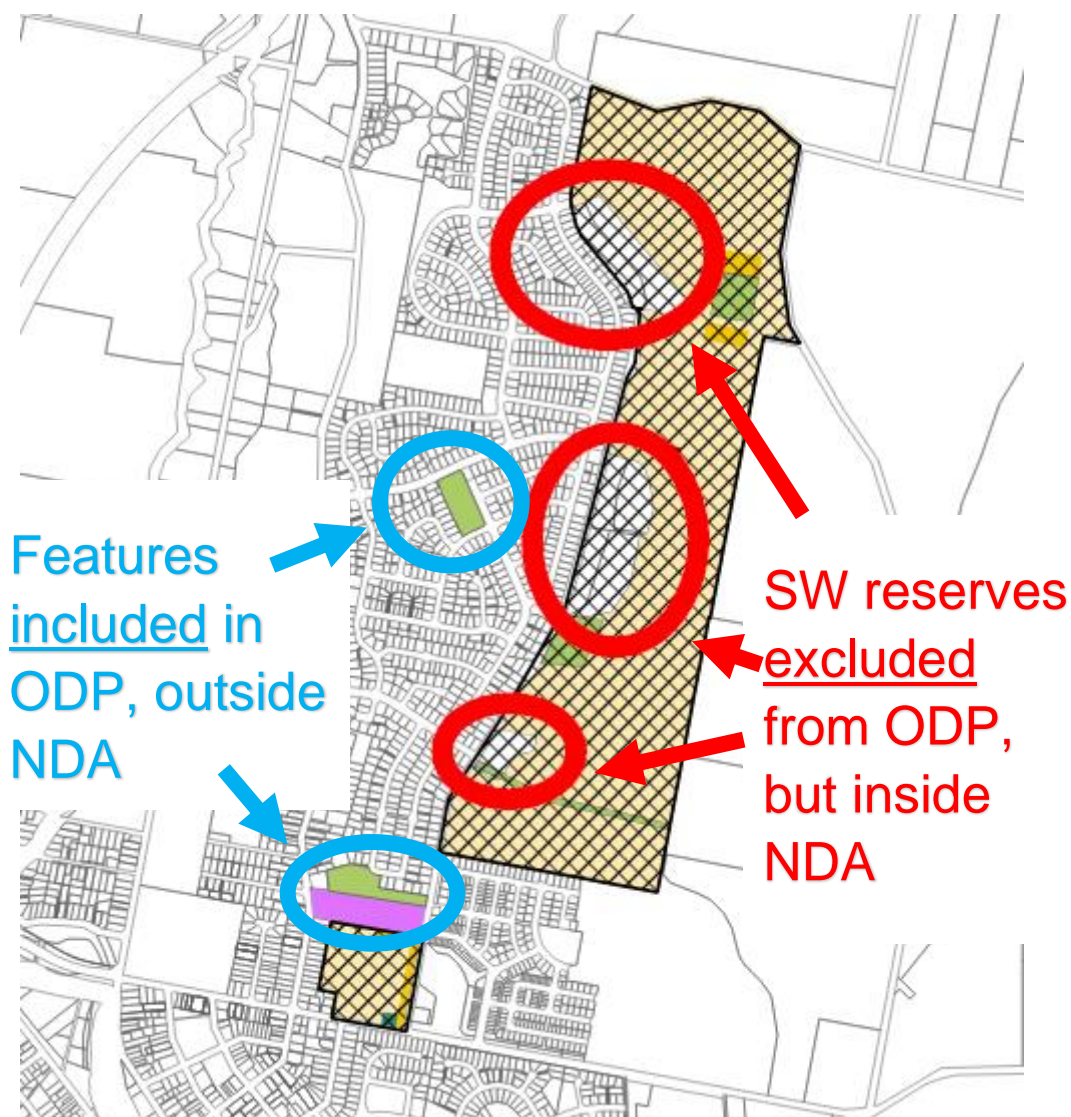 Features
included in
ODP, outside
NDA
SW reserves
excluded
from ODP,
but inside
NDA